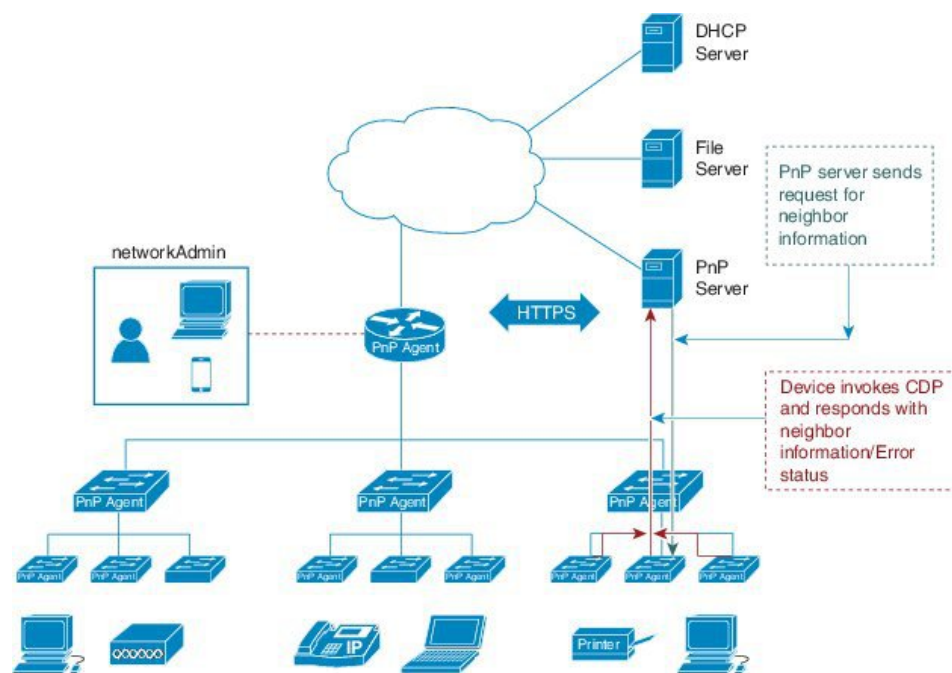 DHCP
Server
File
Server
PnP server sends
request for
neighbor
information
networkAdmin
PnP
Server
HTTPS
PnP Agent
Device invokes CDP
and responds with
neighbor
information/Error
status
PnP Agent
PnP Agent
PnP Agent
PnP Agent
PnP Agent
PnP Agent
PnP Agent
PnP Agent
PnP Agent
PnP Agent
IP
Printer